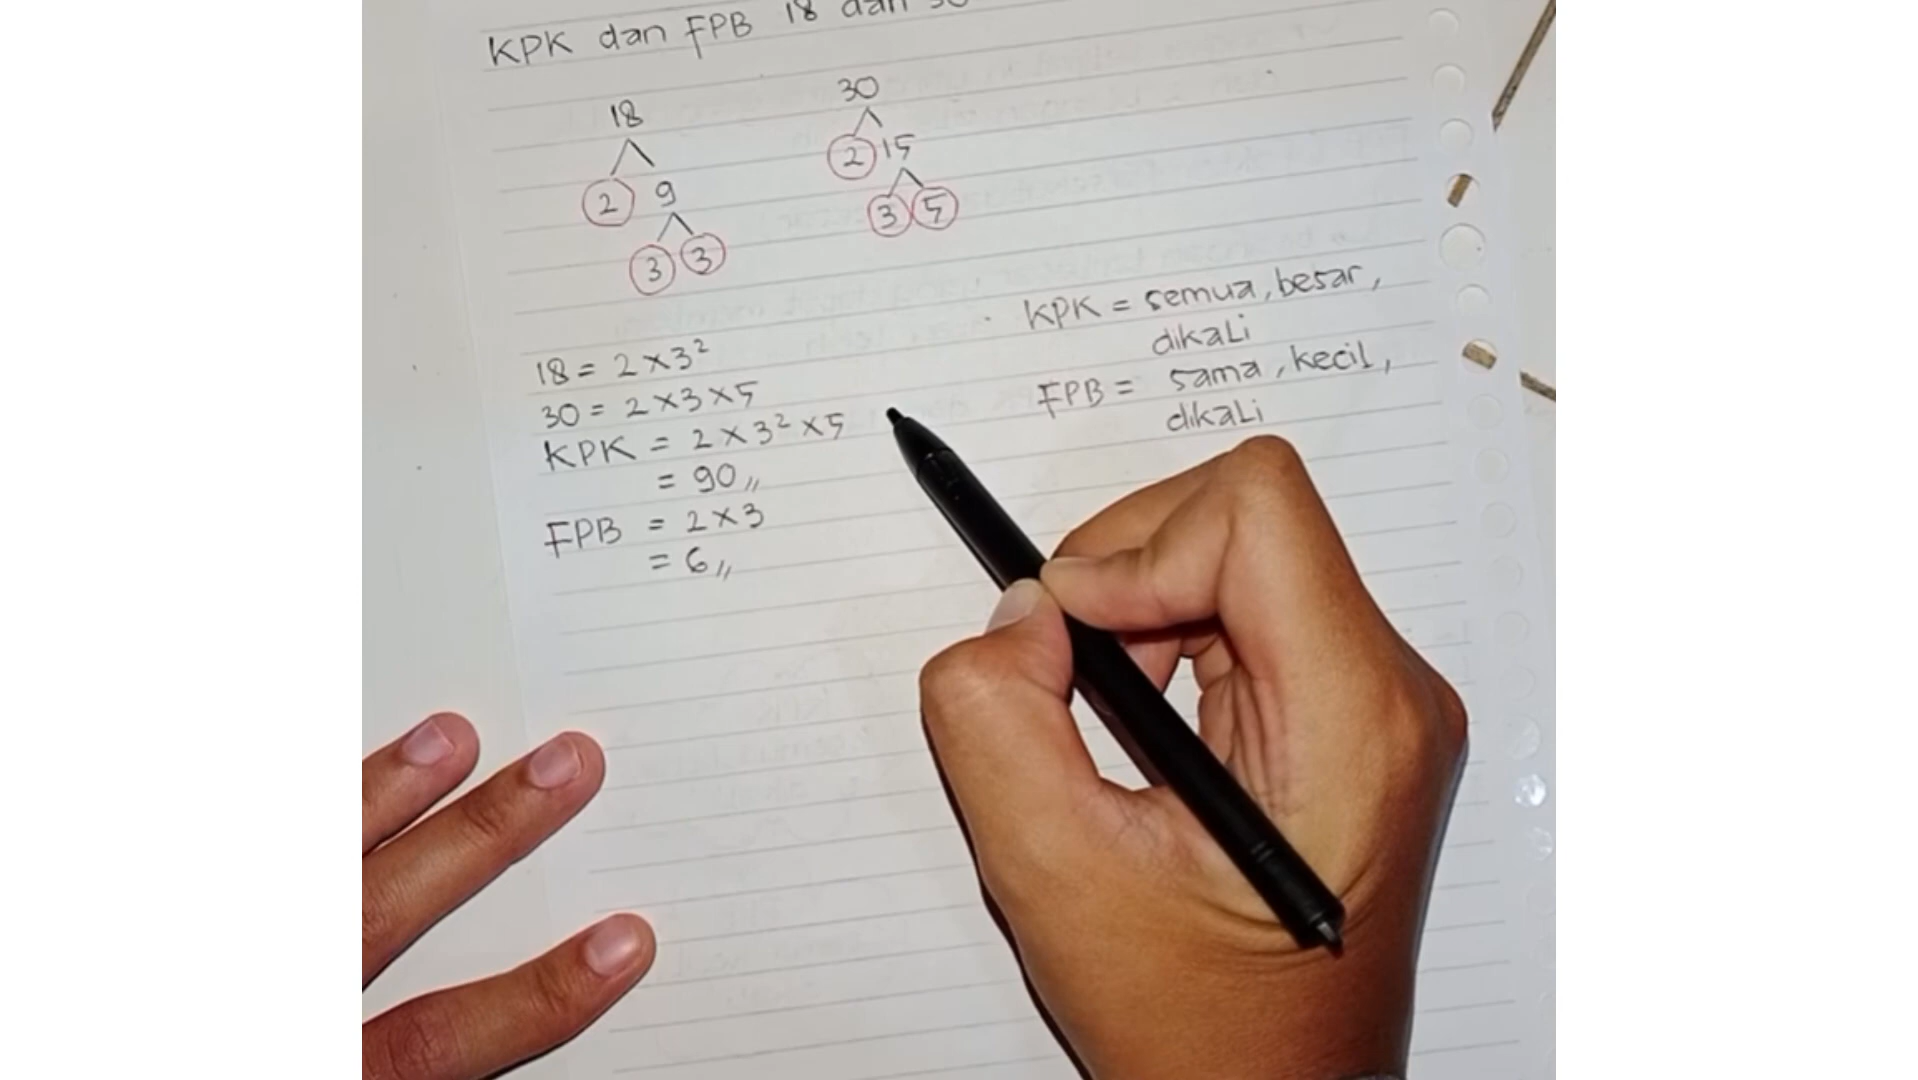 KPK dan FPB 18 dan 30
18
30
2 9
2 15
3 3
3 5
18 = 2 × 3²
30 = 2 × 3 × 5
KPK = 2 × 3² × 5
= 90,,
FPB = 2 × 3
= 6,,
KPK = semua, besar,
dikali
FPB = sama, kecil,
dikali